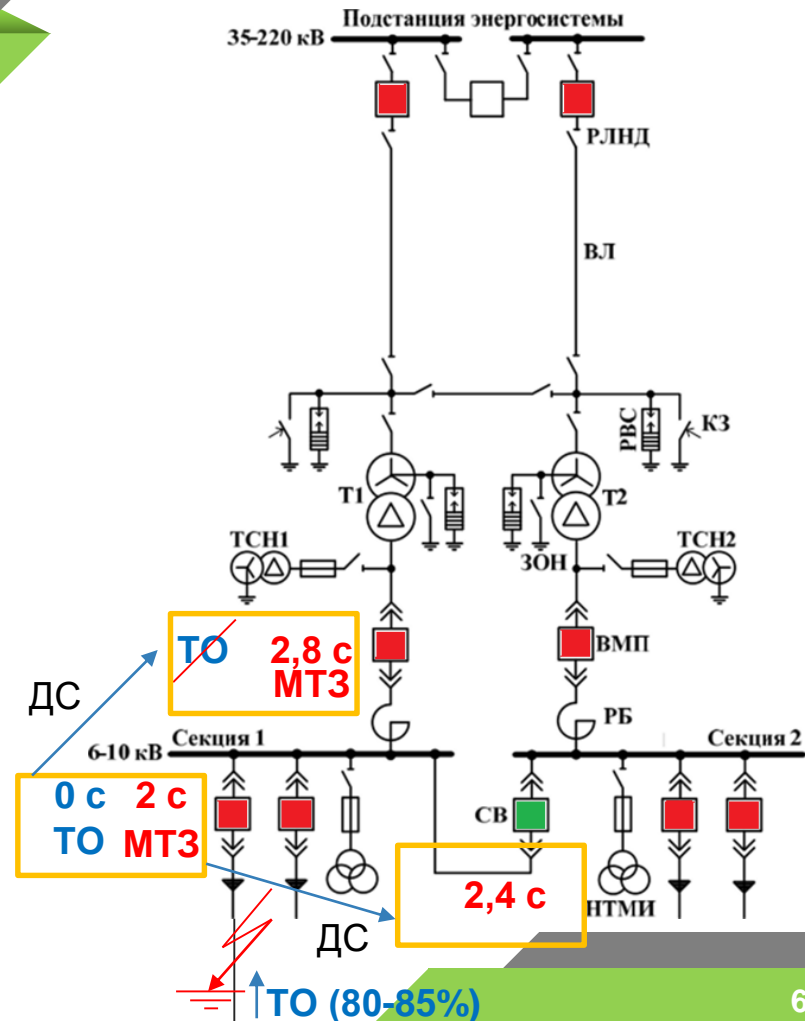 Подстанция энергосистемы
35-220 кВ
РЛНД
ВЛ
РВС
КЗ
Т1
Т2
ТСН1
ЗОН
ТСН2
ТО 2,8 с
МТЗ
ВМП
ДС
РБ
Секция 1
Секция 2
6-10 кВ
0 с 2 с
ТО МТЗ
СВ
2,4 с
НТМИ
ДС
ТО (80-85%)
6